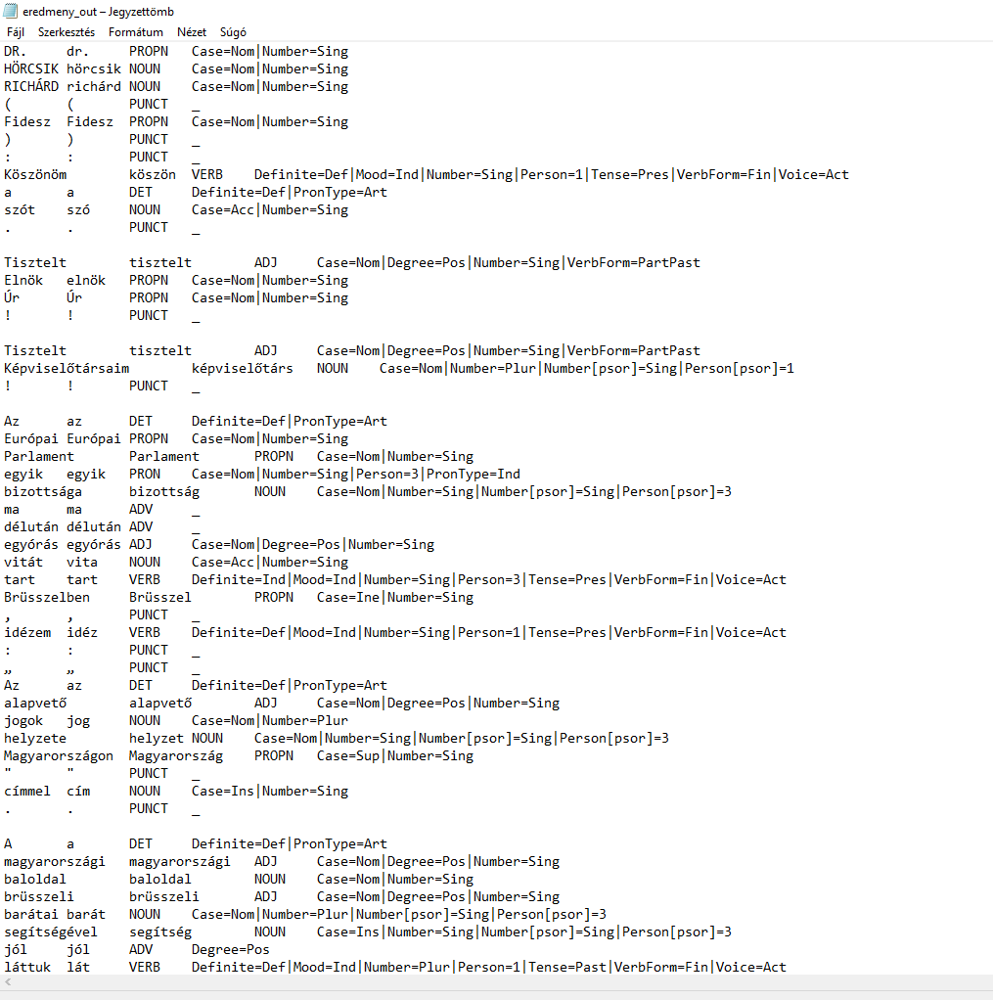 eredmeny_out – Jegyzettömb
Fájl Szerkesztés Formátum Nézet Súgó
DR. dr. PROPN Case=Nom|Number=Sing
HÖRCSIK hörcsik NOUN Case=Nom|Number=Sing
RICHÁRD richárd NOUN Case=Nom|Number=Sing
( ( PUNCT _
Fidesz Fidesz PROPN Case=Nom|Number=Sing
) ) PUNCT _
: : PUNCT _
Köszönöm köszön VERB Definite=Def|Mood=Ind|Number=Sing|Person=1|Tense=Pres|VerbForm=Fin|Voice=Act
a a DET Definite=Def|PronType=Art
szót szó NOUN Case=Acc|Number=Sing
. . PUNCT _
Tisztelt tisztelt ADJ Case=Nom|Degree=Pos|Number=Sing|VerbForm=PartPast
Elnök elnök PROPN Case=Nom|Number=Sing
Úr Úr PROPN Case=Nom|Number=Sing
! ! PUNCT _
Tisztelt tisztelt ADJ Case=Nom|Degree=Pos|Number=Sing|VerbForm=PartPast
Képviselőtársaim képviselőtárs NOUN Case=Nom|Number=Plur|Number[psor]=Sing|Person[psor]=1
! ! PUNCT _
Az az DET Definite=Def|PronType=Art
Európai Európai PROPN Case=Nom|Number=Sing
Parlament Parlament PROPN Case=Nom|Number=Sing
egyik egyik PRON Case=Nom|Number=Sing|Person=3|PronType=Ind
bizottsága bizottság NOUN Case=Nom|Number=Sing|Number[psor]=Sing|Person[psor]=3
ma ma ADV _
délután délután ADV _
egyórás egyórás ADJ Case=Nom|Degree=Pos|Number=Sing
vitát vita NOUN Case=Acc|Number=Sing
tart tart VERB Definite=Ind|Mood=Ind|Number=Sing|Person=3|Tense=Pres|VerbForm=Fin|Voice=Act
Brüsszelben Brüsszel PROPN Case=Ine|Number=Sing
, , PUNCT _
idézem idéz VERB Definite=Def|Mood=Ind|Number=Sing|Person=1|Tense=Pres|VerbForm=Fin|Voice=Act
: : PUNCT _
„ „ PUNCT _
Az az DET Definite=Def|PronType=Art
alapvető alapvető ADJ Case=Nom|Degree=Pos|Number=Sing
jogok jog NOUN Case=Nom|Number=Plur
helyzete helyzet NOUN Case=Nom|Number=Sing|Number[psor]=Sing|Person[psor]=3
Magyarországon Magyarország PROPN Case=Sup|Number=Sing
" " PUNCT _
címmel cím NOUN Case=Ins|Number=Sing
. . PUNCT _
A a DET Definite=Def|PronType=Art
magyarországi magyarországi ADJ Case=Nom|Degree=Pos|Number=Sing
baloldal baloldal NOUN Case=Nom|Number=Sing
brüsszeli brüsszeli ADJ Case=Nom|Degree=Pos|Number=Sing
barátai barát NOUN Case=Nom|Number=Plur|Number[psor]=Sing|Person[psor]=3
segítségével segítség NOUN Case=Ins|Number=Sing|Number[psor]=Sing|Person[psor]=3
jól jól ADV Degree=Pos
láttuk lát VERB Definite=Def|Mood=Ind|Number=Plur|Person=1|Tense=Past|VerbForm=Fin|Voice=Act